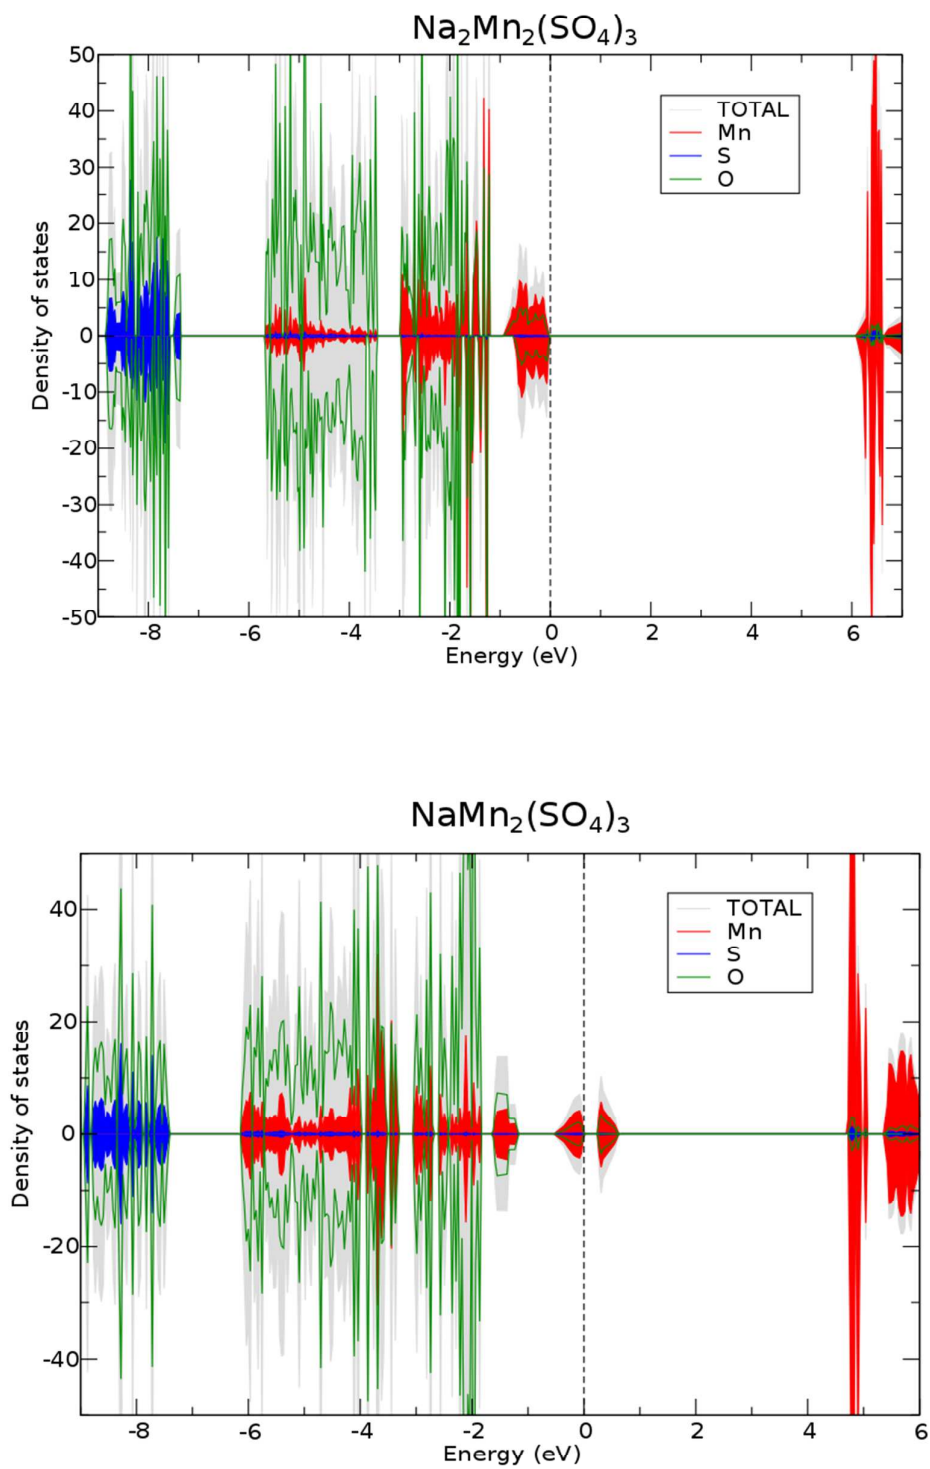 Na₂Mn₂(SO₄)₃
50
40
30
20
10
0
-10
-20
-30
-40
-50
Density of states
TOTAL
Mn
S
O
-8 -6 -4 -2 0 2 4 6
Energy (eV)
NaMn₂(SO₄)₃
40
20
0
-20
-40
Density of states
TOTAL
Mn
S
O
-8 -6 -4 -2 0 2 4 6
Energy (eV)